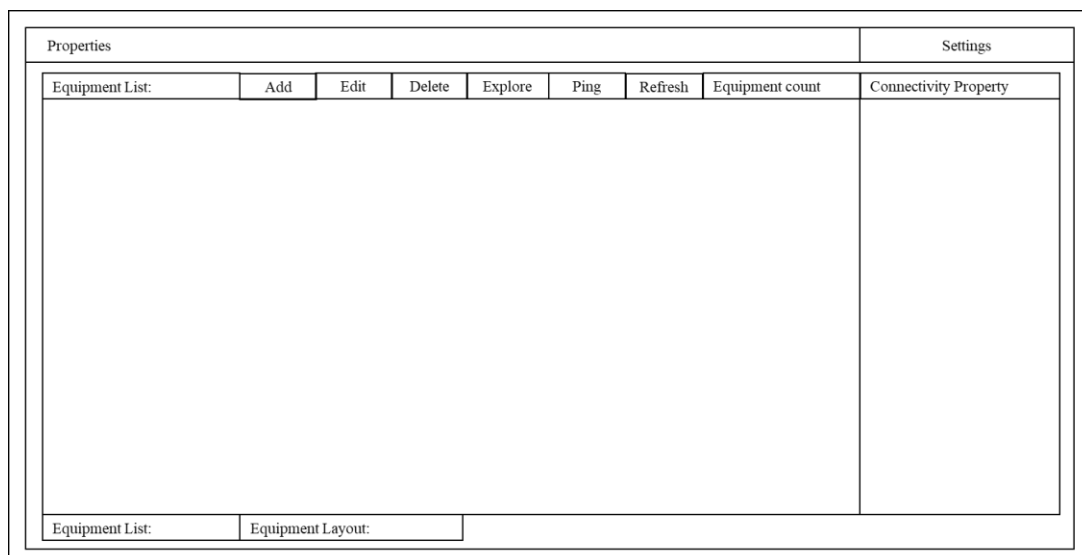 Properties Settings
Equipment List: Add Edit Delete Explore Ping Refresh Equipment count Connectivity Property
Equipment List: Equipment Layout: